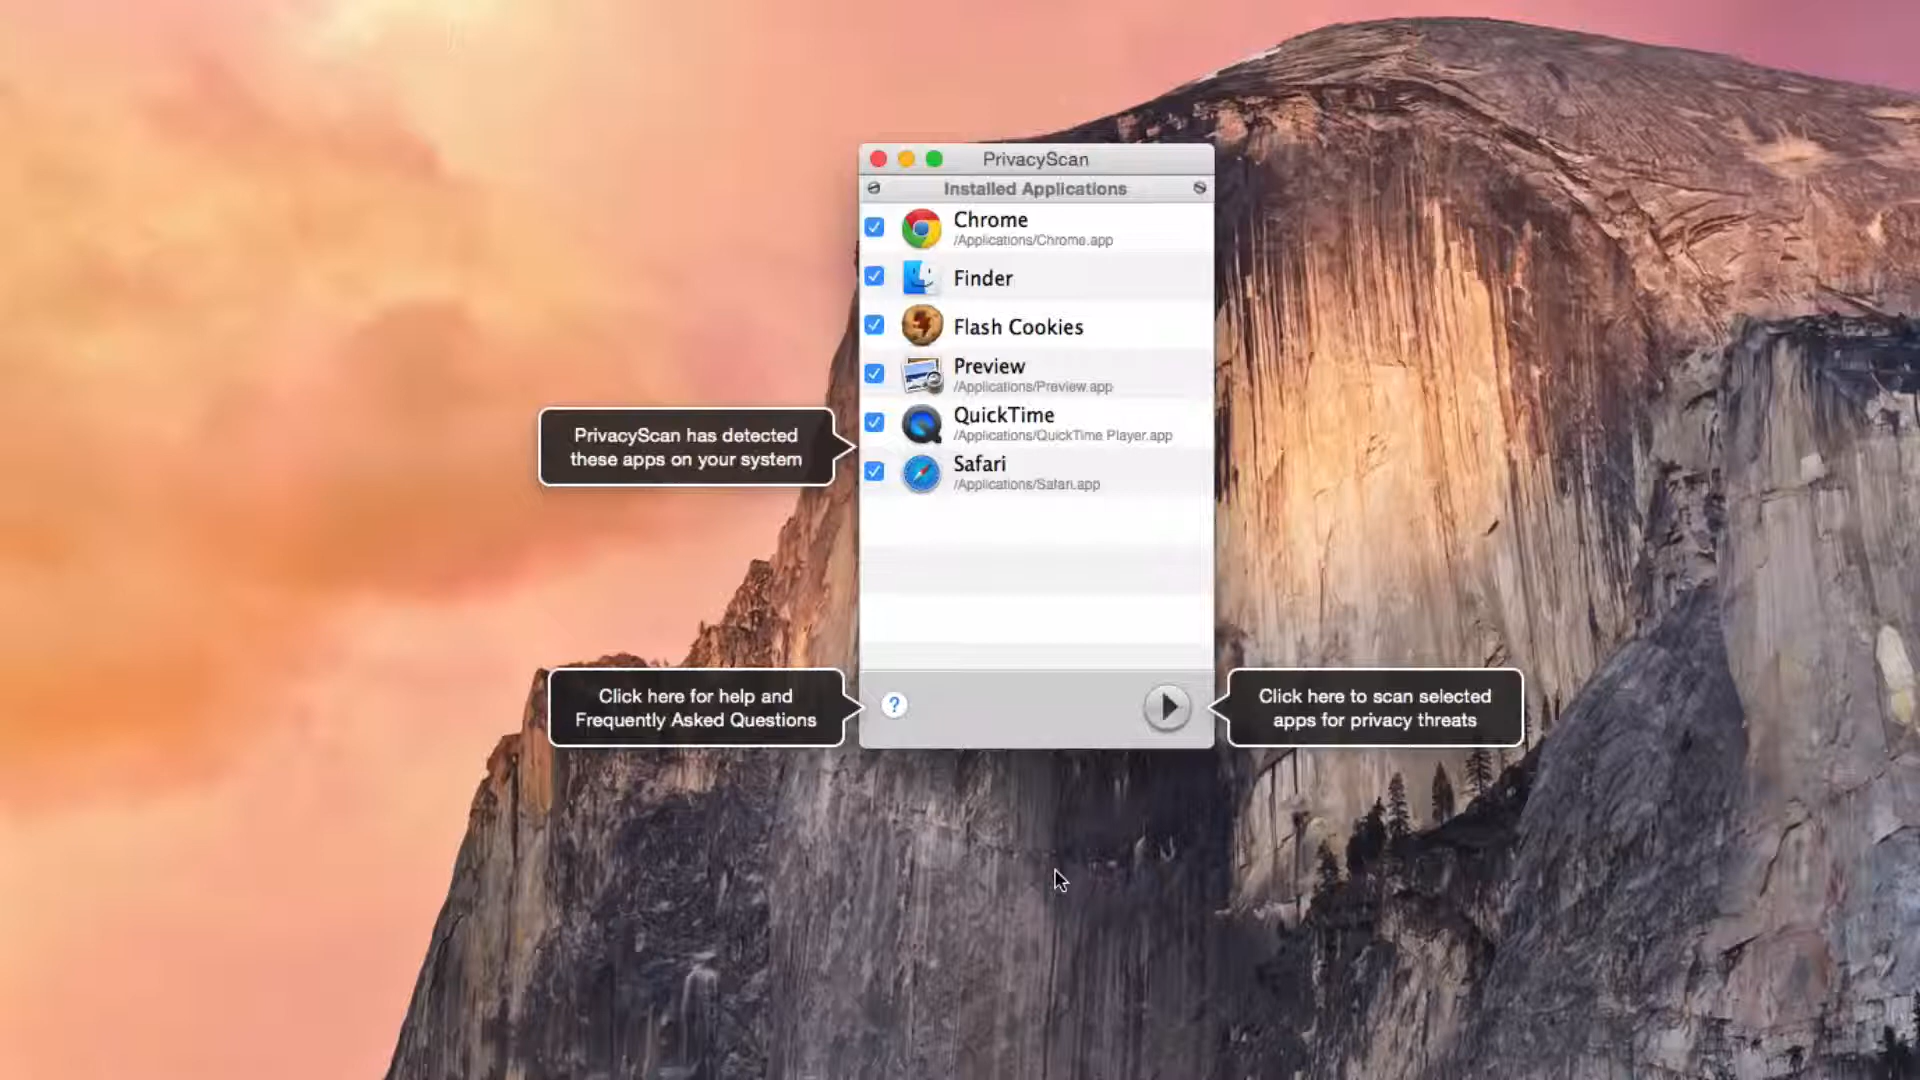 PrivacyScan
Installed Applications
Chrome
/Applications/Chrome.app
Finder
Flash Cookies
Preview
/Applications/Preview.app
QuickTime
/Applications/QuickTime Player.app
Safari
/Applications/Safari.app
PrivacyScan has detected
these apps on your system
Click here for help and
Frequently Asked Questions
?
Click here to scan selected
apps for privacy threats